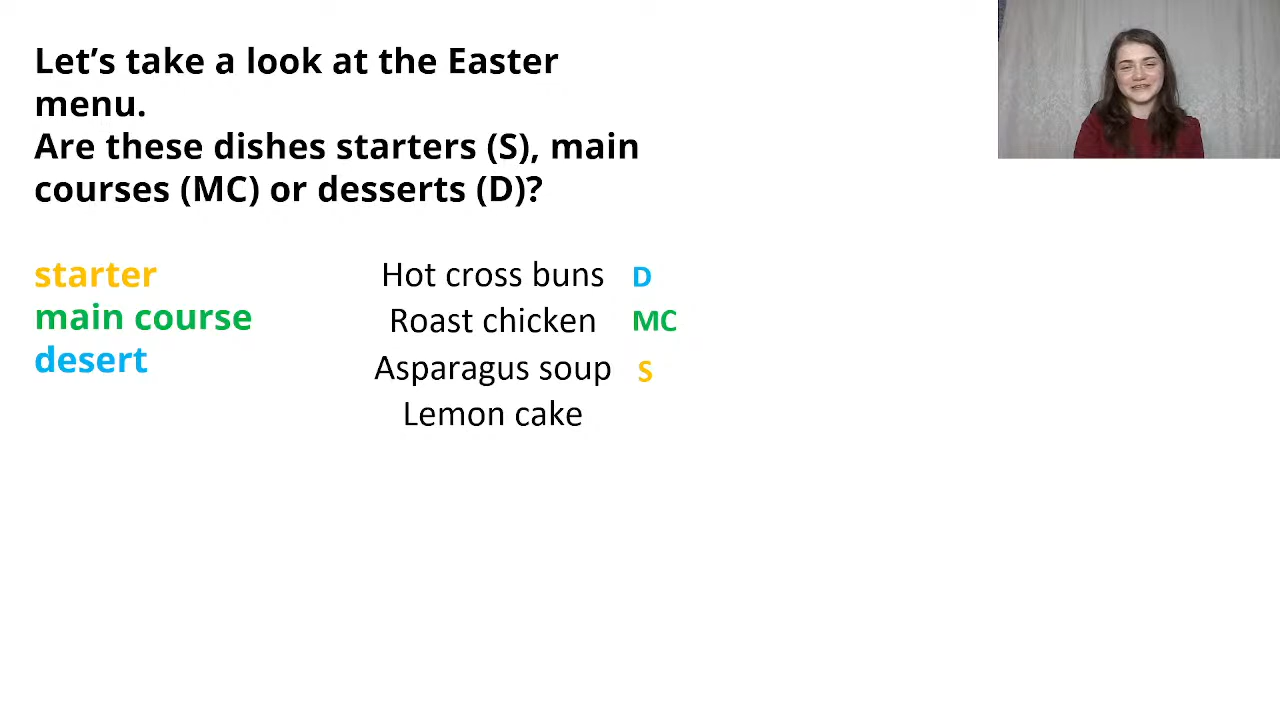 Let’s take a look at the Easter
menu.
Are these dishes starters (S), main
courses (MC) or desserts (D)?
starter
main course
desert
Hot cross buns D
Roast chicken MC
Asparagus soup S
Lemon cake